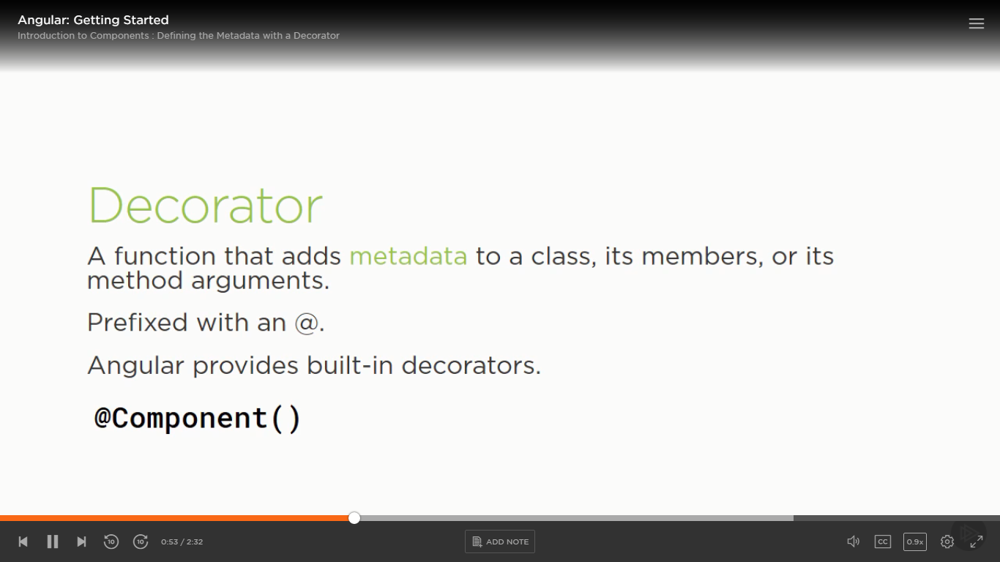 Angular: Getting Started
Introduction to Components : Defining the Metadata with a Decorator
Decorator
A function that adds metadata to a class, its members, or its
method arguments.
Prefixed with an @.
Angular provides built-in decorators.
@Component()
10
10
0:53 / 2:32
ADD NOTE
CC
0.9x